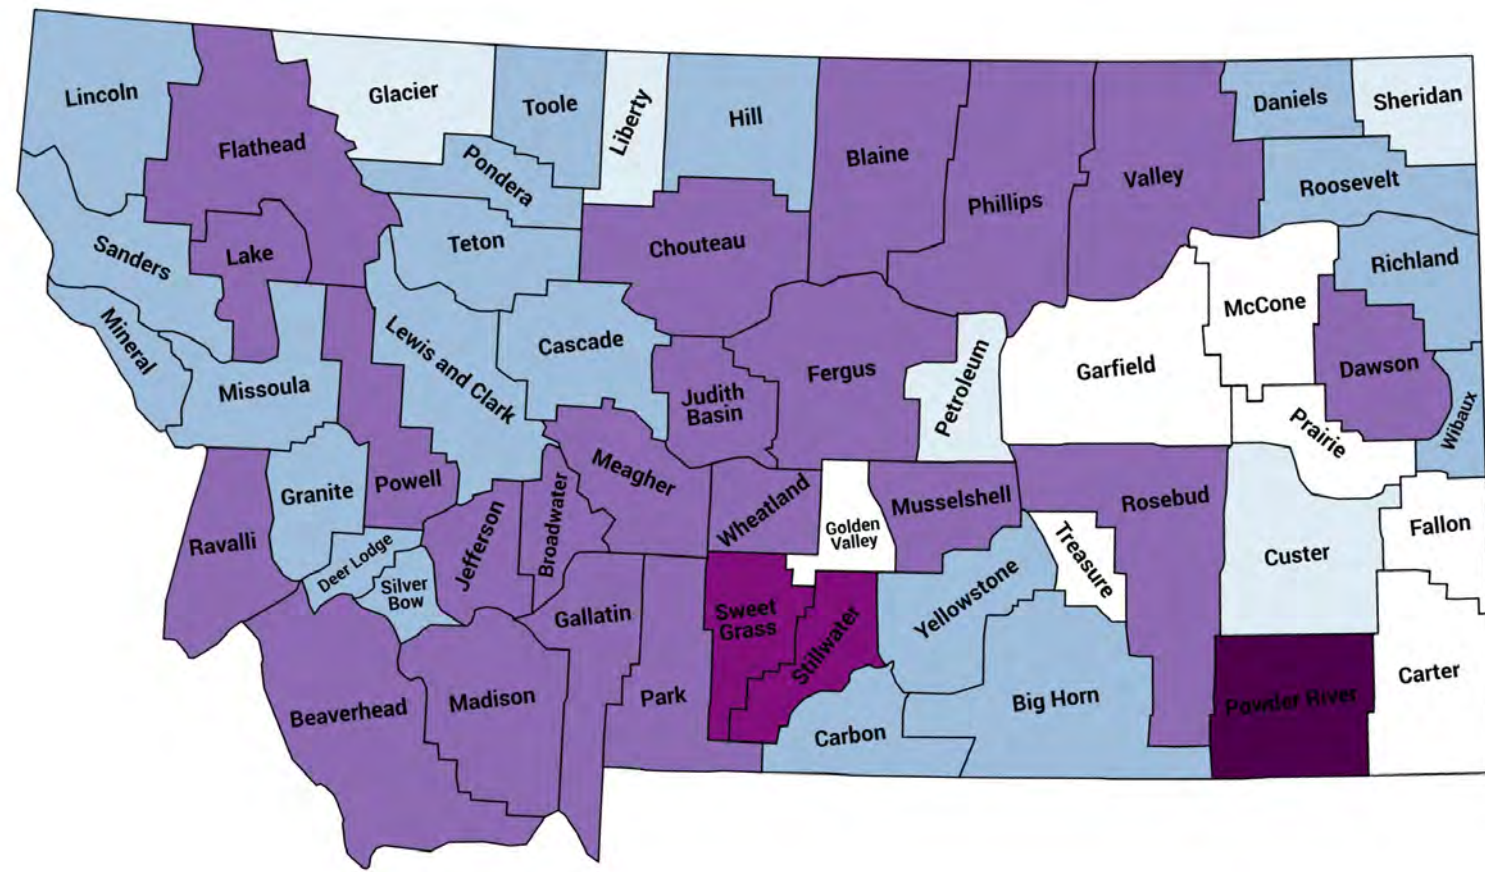 Lincoln
Glacier
Toole
Liberty
Hill
Daniels
Sheridan
Flathead
Pondera
Blaine
Phillips
Valley
Roosevelt
Sanders
Lake
Teton
Chouteau
Richland
McCone
Mineral
Missoula
Lewis and Clark
Cascade
Judith
Basin
Fergus
Petroleum
Garfield
Dawson
Prairie
Wibaux
Granite
Powell
Meagher
Wheatland
Golden
Valley
Musselshell
Rosebud
Custer
Fallon
Ravalli
Deer Lodge
Silver
Bow
Jefferson
Broadwater
Gallatin
Sweet
Grass
Stillwater
Yellowstone
Treasure
Beaverhead
Madison
Park
Carbon
Big Horn
Powder River
Carter